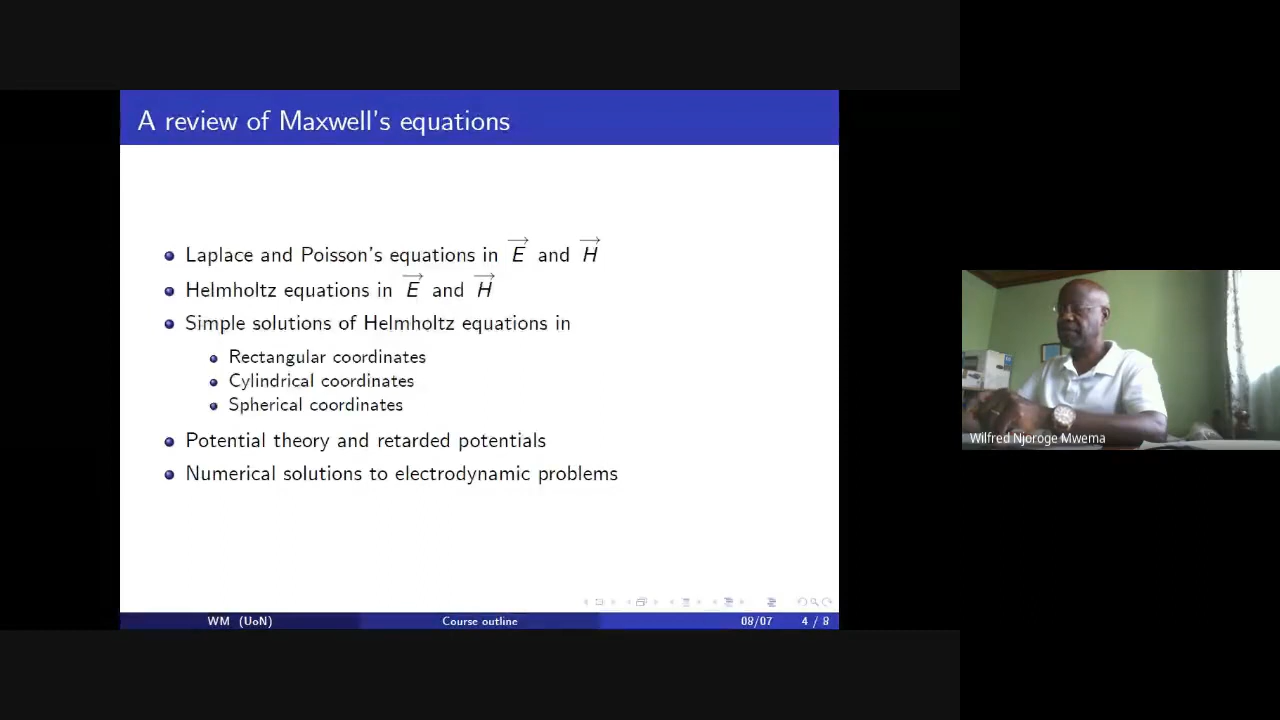 A review of Maxwell's equations
Laplace and Poisson's equations in E⃗ and H⃗
Helmholtz equations in E⃗ and H⃗
Simple solutions of Helmholtz equations in
Rectangular coordinates
Cylindrical coordinates
Spherical coordinates
Potential theory and retarded potentials
Numerical solutions to electrodynamic problems
WM (UoN) Course outline 08/07 4 / 8
Wilfred Njoroge Mwema